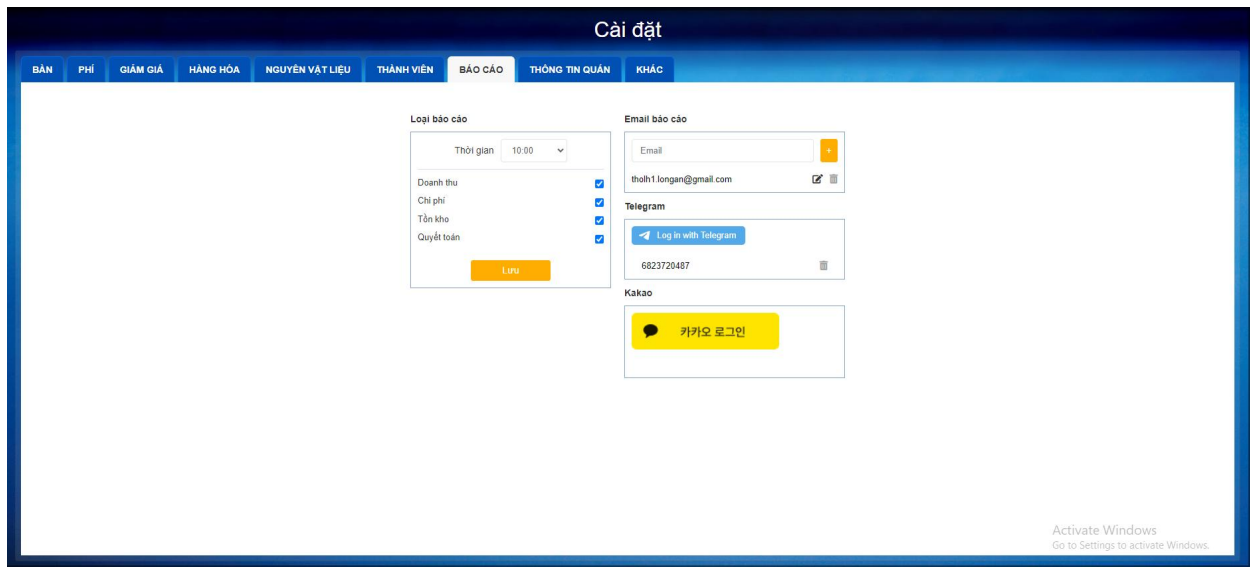 Cài đặt
BÀN PHÍ GIẢM GIÁ HÀNG HÓA NGUYÊN VẬT LIỆU THÀNH VIÊN BÁO CÁO THÔNG TIN QUÁN KHÁC
Loại báo cáo
Thời gian 10:00
Doanh thu
Chi phí
Tồn kho
Quyết toán
Lưu
Email báo cáo
Email +
tholh1.longan@gmail.com
Telegram
Log in with Telegram
6823720487
Kakao
카카오 로그인
Activate Windows
Go to Settings to activate Windows.